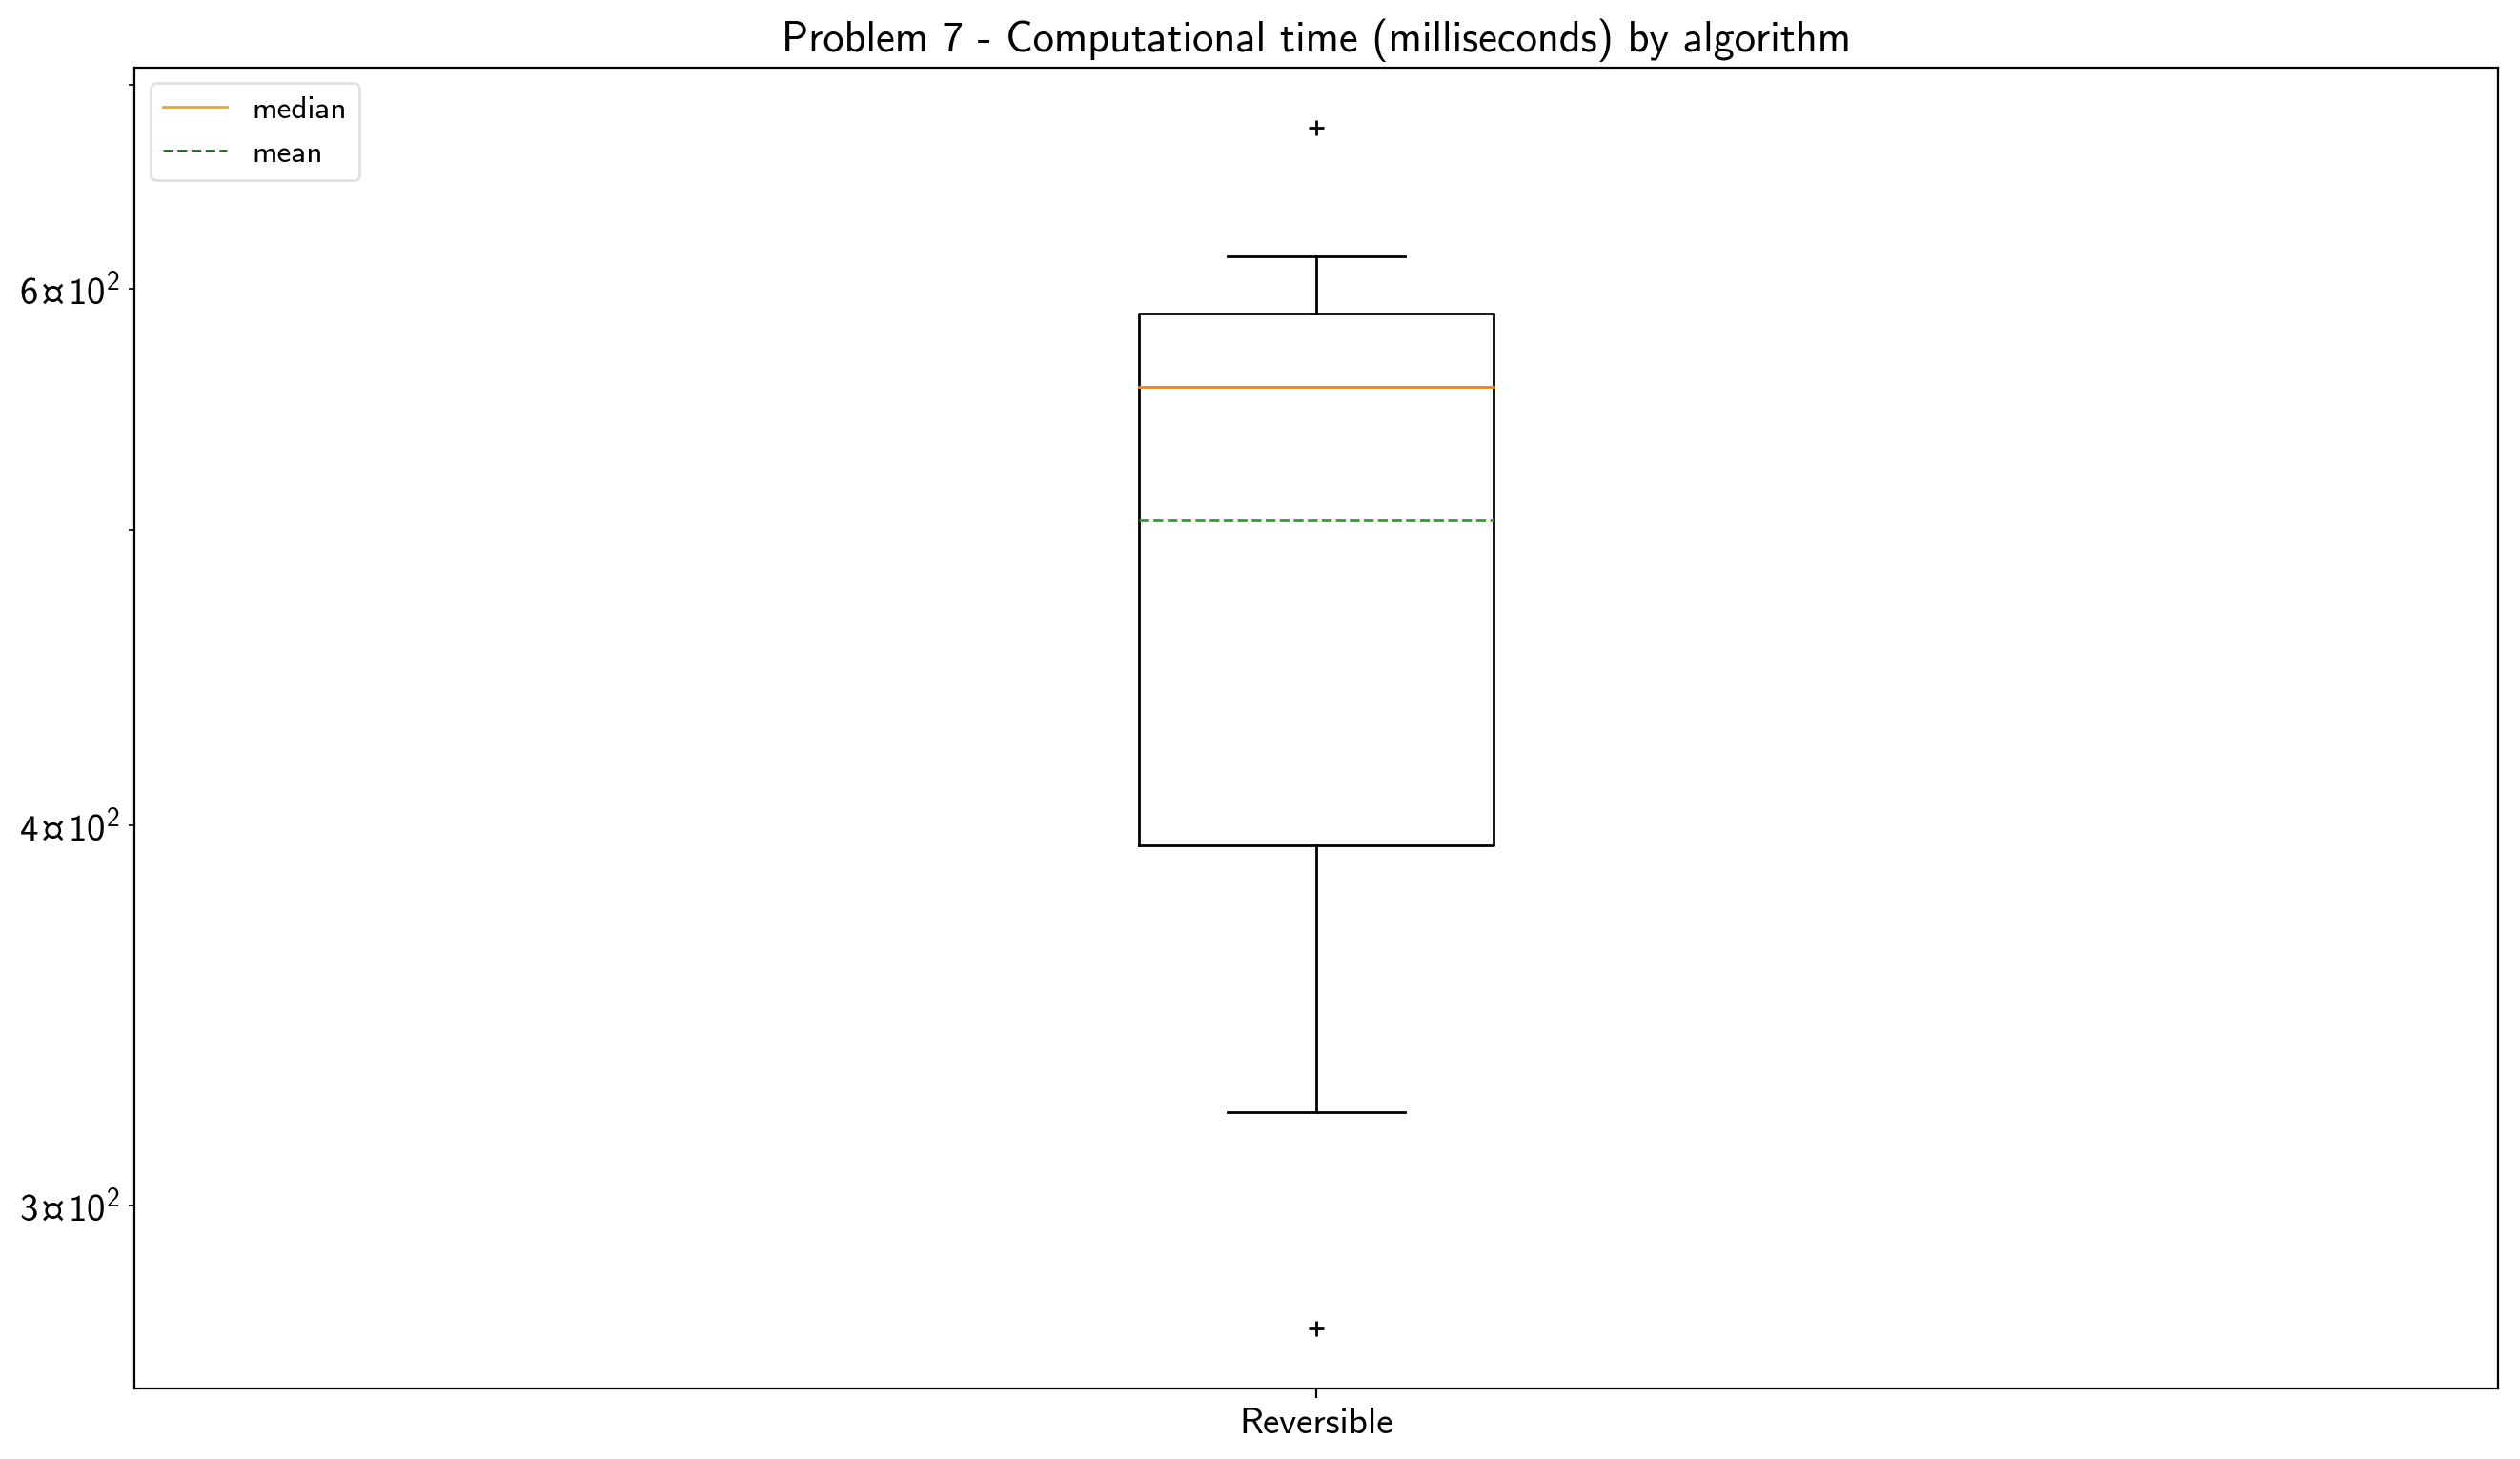 Problem 7 - Computational time (milliseconds) by algorithm
median
mean
6¤10²
4¤10²
3¤10²
Reversible